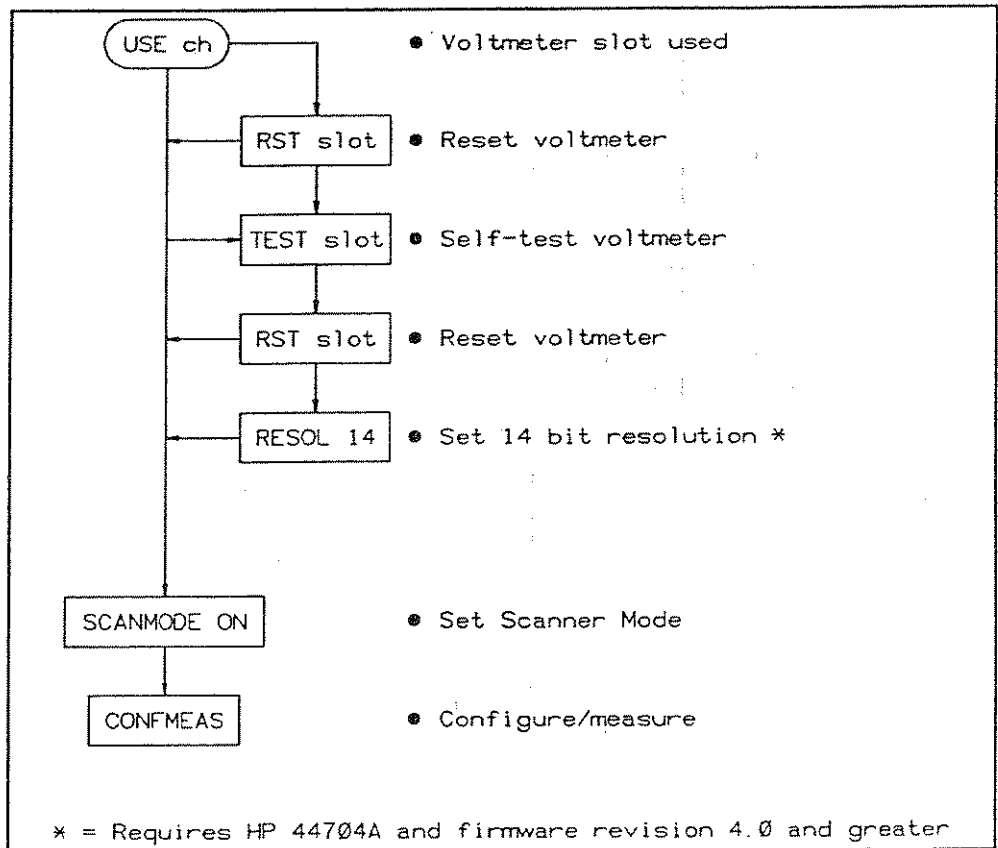 USE ch ● Voltmeter slot used
RST slot ● Reset voltmeter
TEST slot ● Self-test voltmeter
RST slot ● Reset voltmeter
RESOL 14 ● Set 14 bit resolution *
SCANMODE ON ● Set Scanner Mode
CONFMEAS ● Configure/measure
* = Requires HP 44704A and firmware revision 4.0 and greater